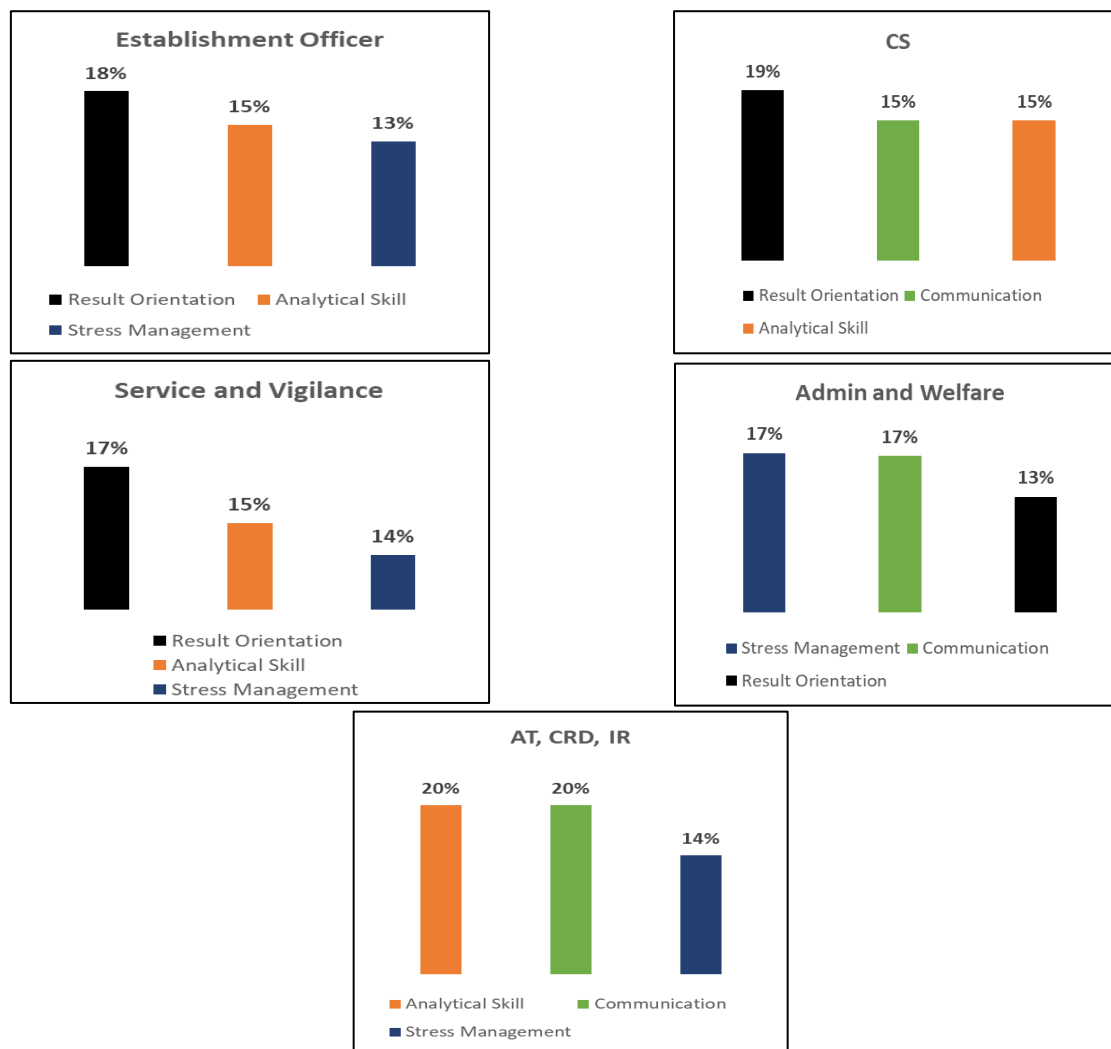 Establishment Officer
18%
15%
13%
Result Orientation Analytical Skill
Stress Management
CS
19%
15%
15%
Result Orientation Communication
Analytical Skill
Service and Vigilance
17%
15%
14%
Result Orientation
Analytical Skill
Stress Management
Admin and Welfare
17%
17%
13%
Stress Management Communication
Result Orientation
AT, CRD, IR
20%
20%
14%
Analytical Skill Communication
Stress Management